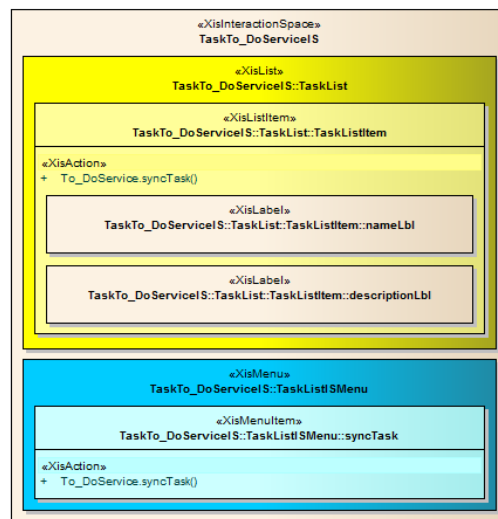 «XisInteractionSpace»
TaskTo_DoServiceIS
«XisList»
TaskTo_DoServiceIS::TaskList
«XisListItem»
TaskTo_DoServiceIS::TaskList::TaskListItem
«XisAction»
+ To_DoService.syncTask()
«XisLabel»
TaskTo_DoServiceIS::TaskList::TaskListItem::nameLbl
«XisLabel»
TaskTo_DoServiceIS::TaskList::TaskListItem::descriptionLbl
«XisMenu»
TaskTo_DoServiceIS::TaskListISMenu
«XisMenuItem»
TaskTo_DoServiceIS::TaskListISMenu::syncTask
«XisAction»
+ To_DoService.syncTask()